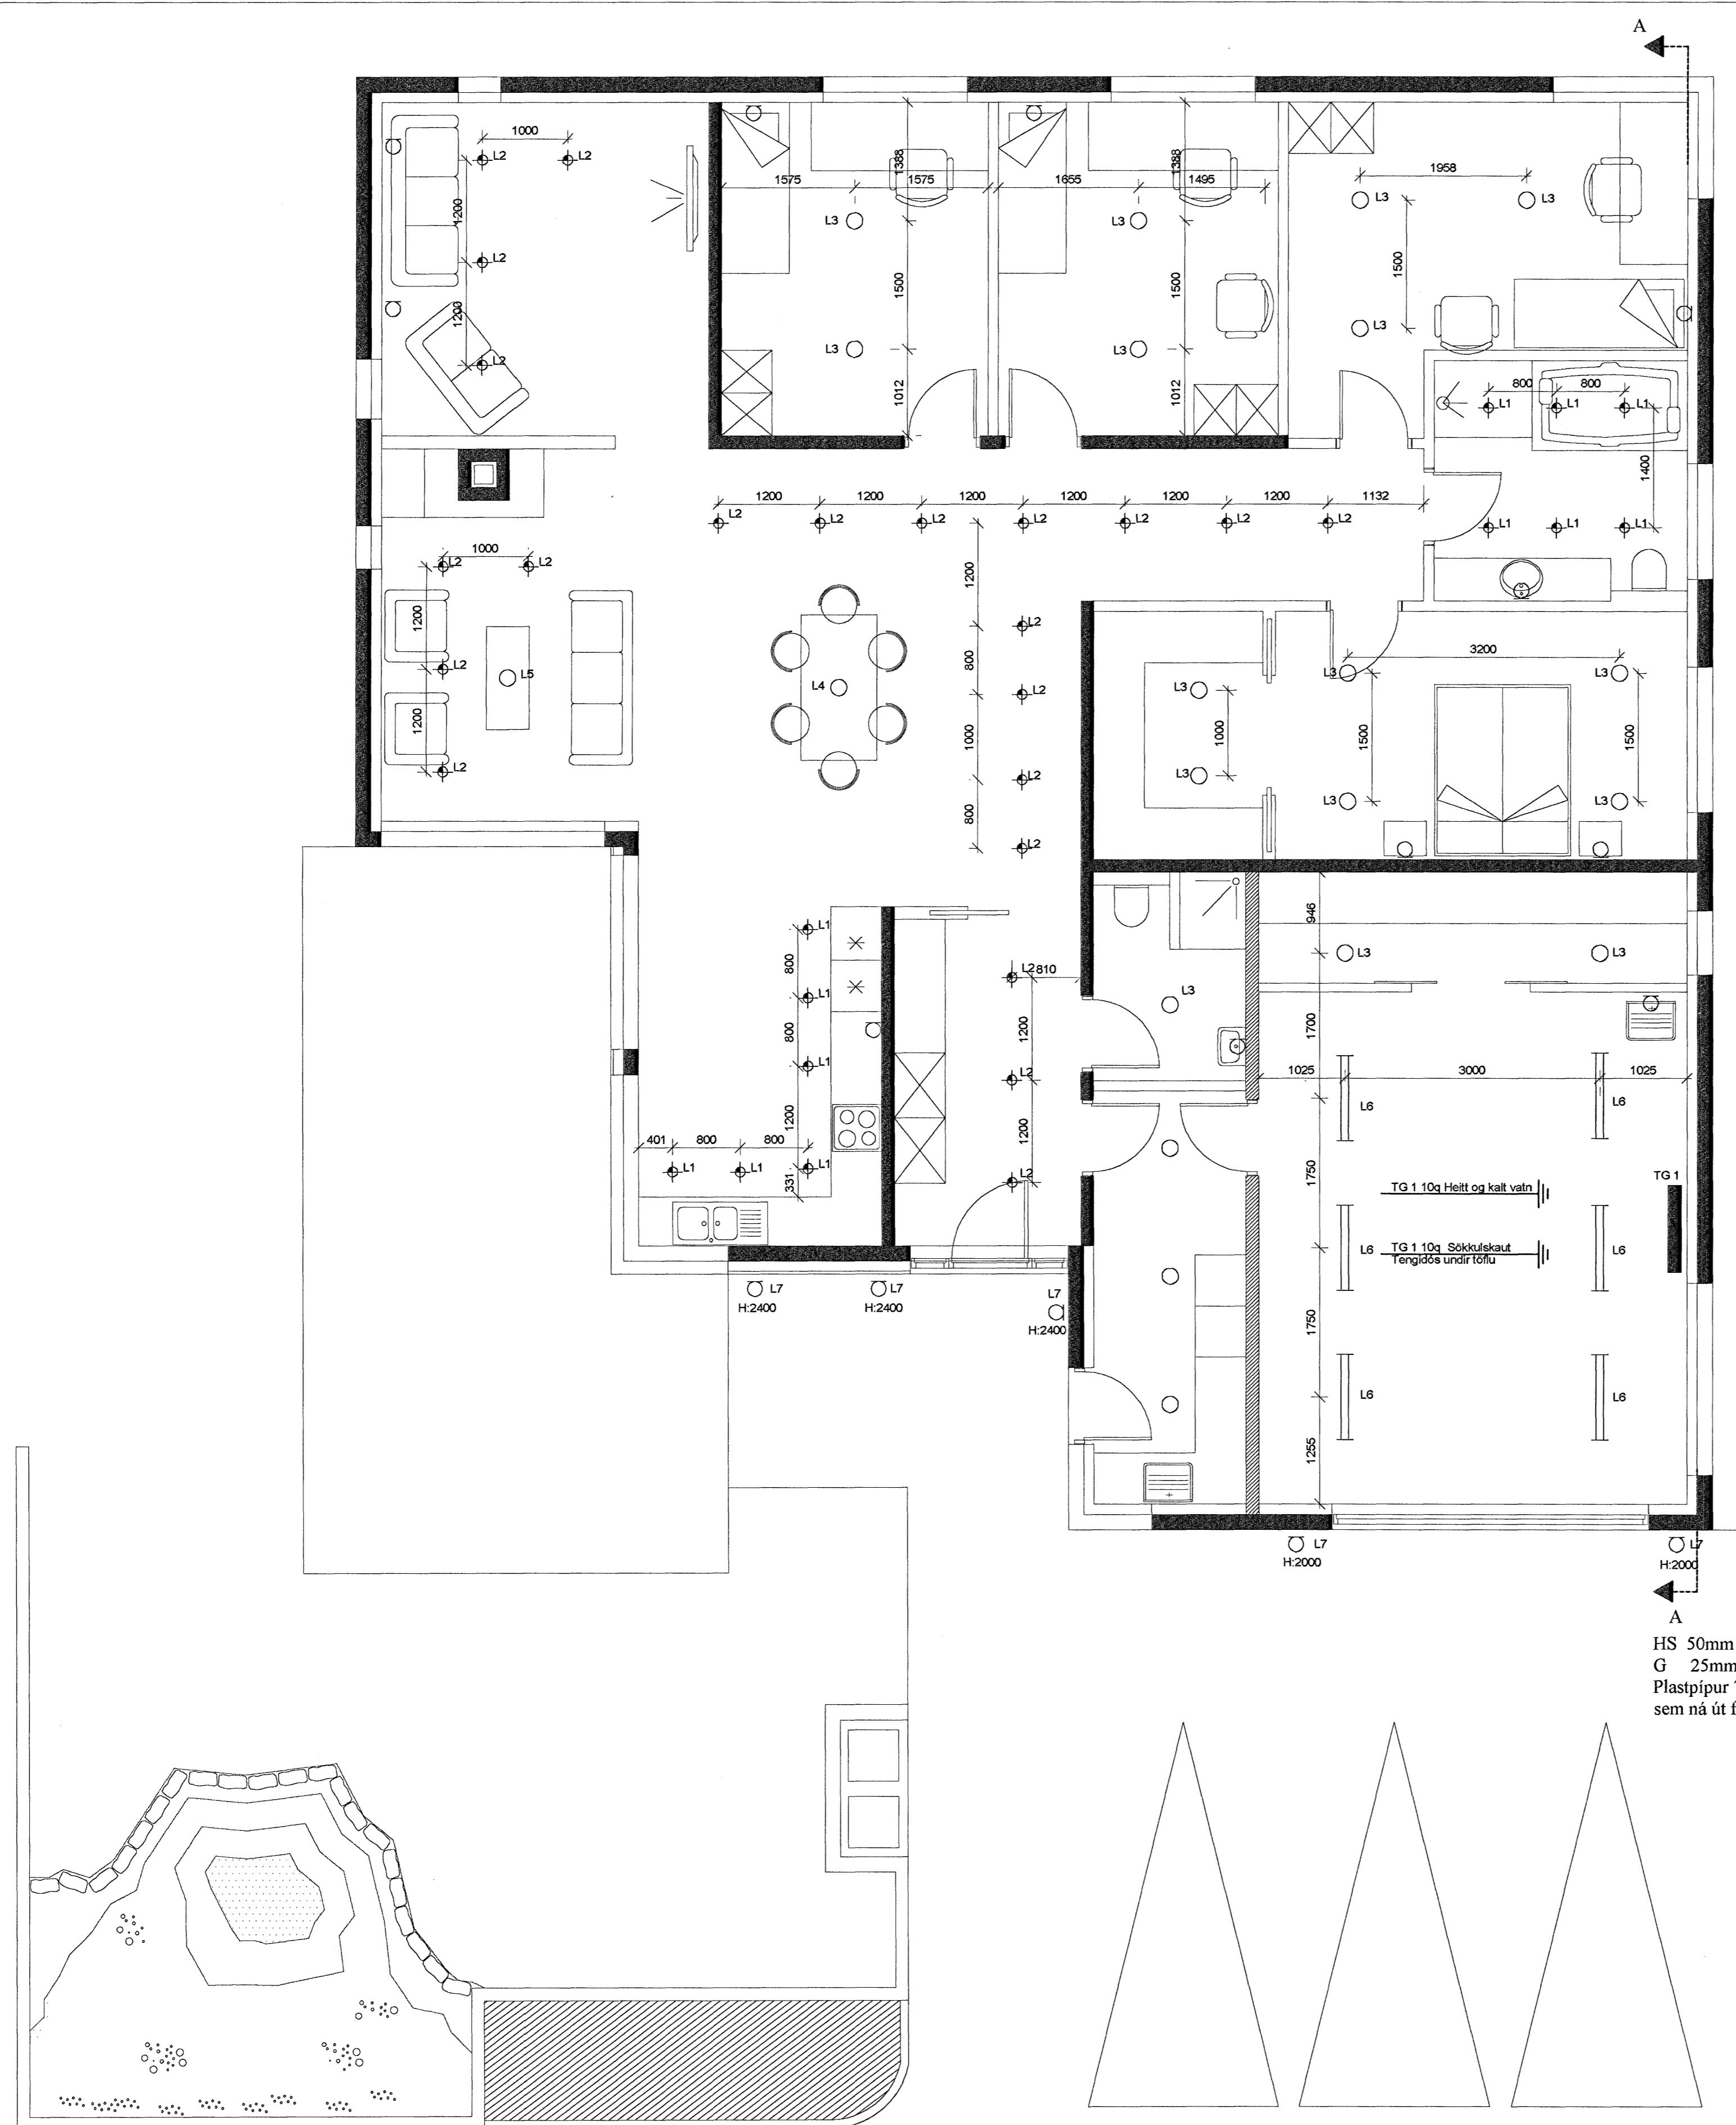 A
1000
L2
L2
1200
L2
1200
L2
1388
1575
1575
L3
1500
L3
1012
1388
1655
1495
L3
1500
L3
1012
1958
L3
L3
1500
L3
800
800
L1
L1
L1
1400
L1
L1
L1
1200
1200
1200
1200
1200
1200
1132
L2
L2
L2
L2
L2
L2
L2
1000
L2
L2
1200
L2
L5
1200
L2
L4
1200
L2
800
L2
1000
L2
800
L2
3200
L3
L3
L3
1000
1500
1500
L3
L3
L3
946
L3
L3
L1
800
L1
800
L1
1200
401
800
800
L1
L1
L1
331
L2
810
1200
L2
1200
L2
L3
1700
1025
3000
1025
L6
L6
1750
TG 1 10q Heitt og kalt vatn
TG 1
L6
TG 1 10q Sökkulskaut
Tengidós undir töflu
L6
1750
L6
L6
1255
L7
H:2400
L7
H:2400
L7
H:2400
L7
H:2000
L7
H:2000
A
HS 50mm
G 25mm
Plastpípur
sem ná út